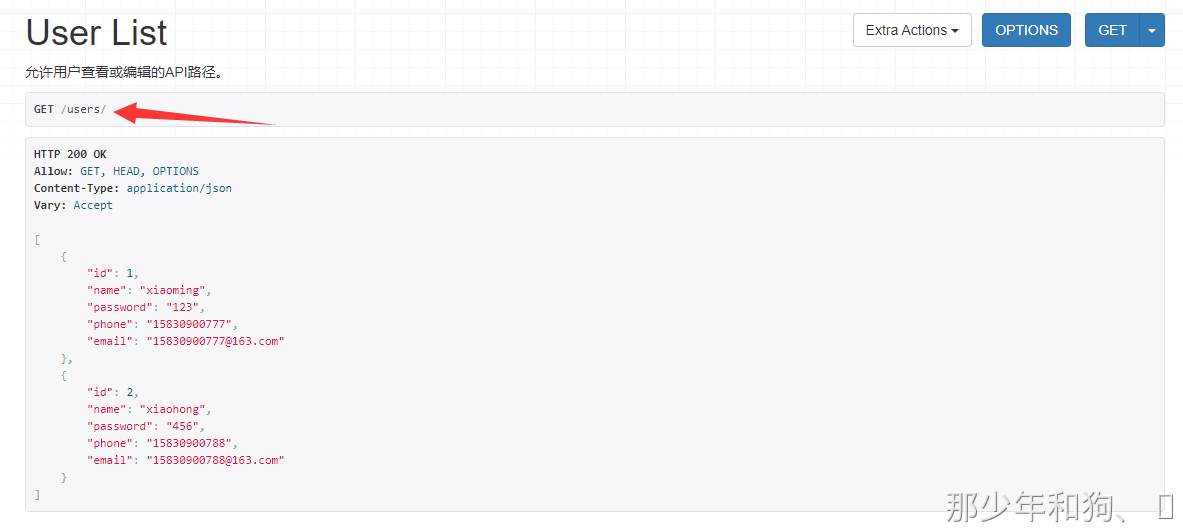 User List
Extra Actions
OPTIONS
GET
允许用户查看或编辑的API路径。
GET /users/
HTTP 200 OK
Allow: GET, HEAD, OPTIONS
Content-Type: application/json
Vary: Accept
[
    {
        "id": 1,
        "name": "xiaoming",
        "password": "123",
        "phone": "15830900777",
        "email": "15830900777@163.com"
    },
    {
        "id": 2,
        "name": "xiaohong",
        "password": "456",
        "phone": "15830900788",
        "email": "15830900788@163.com"
    }
]
那少年和狗、